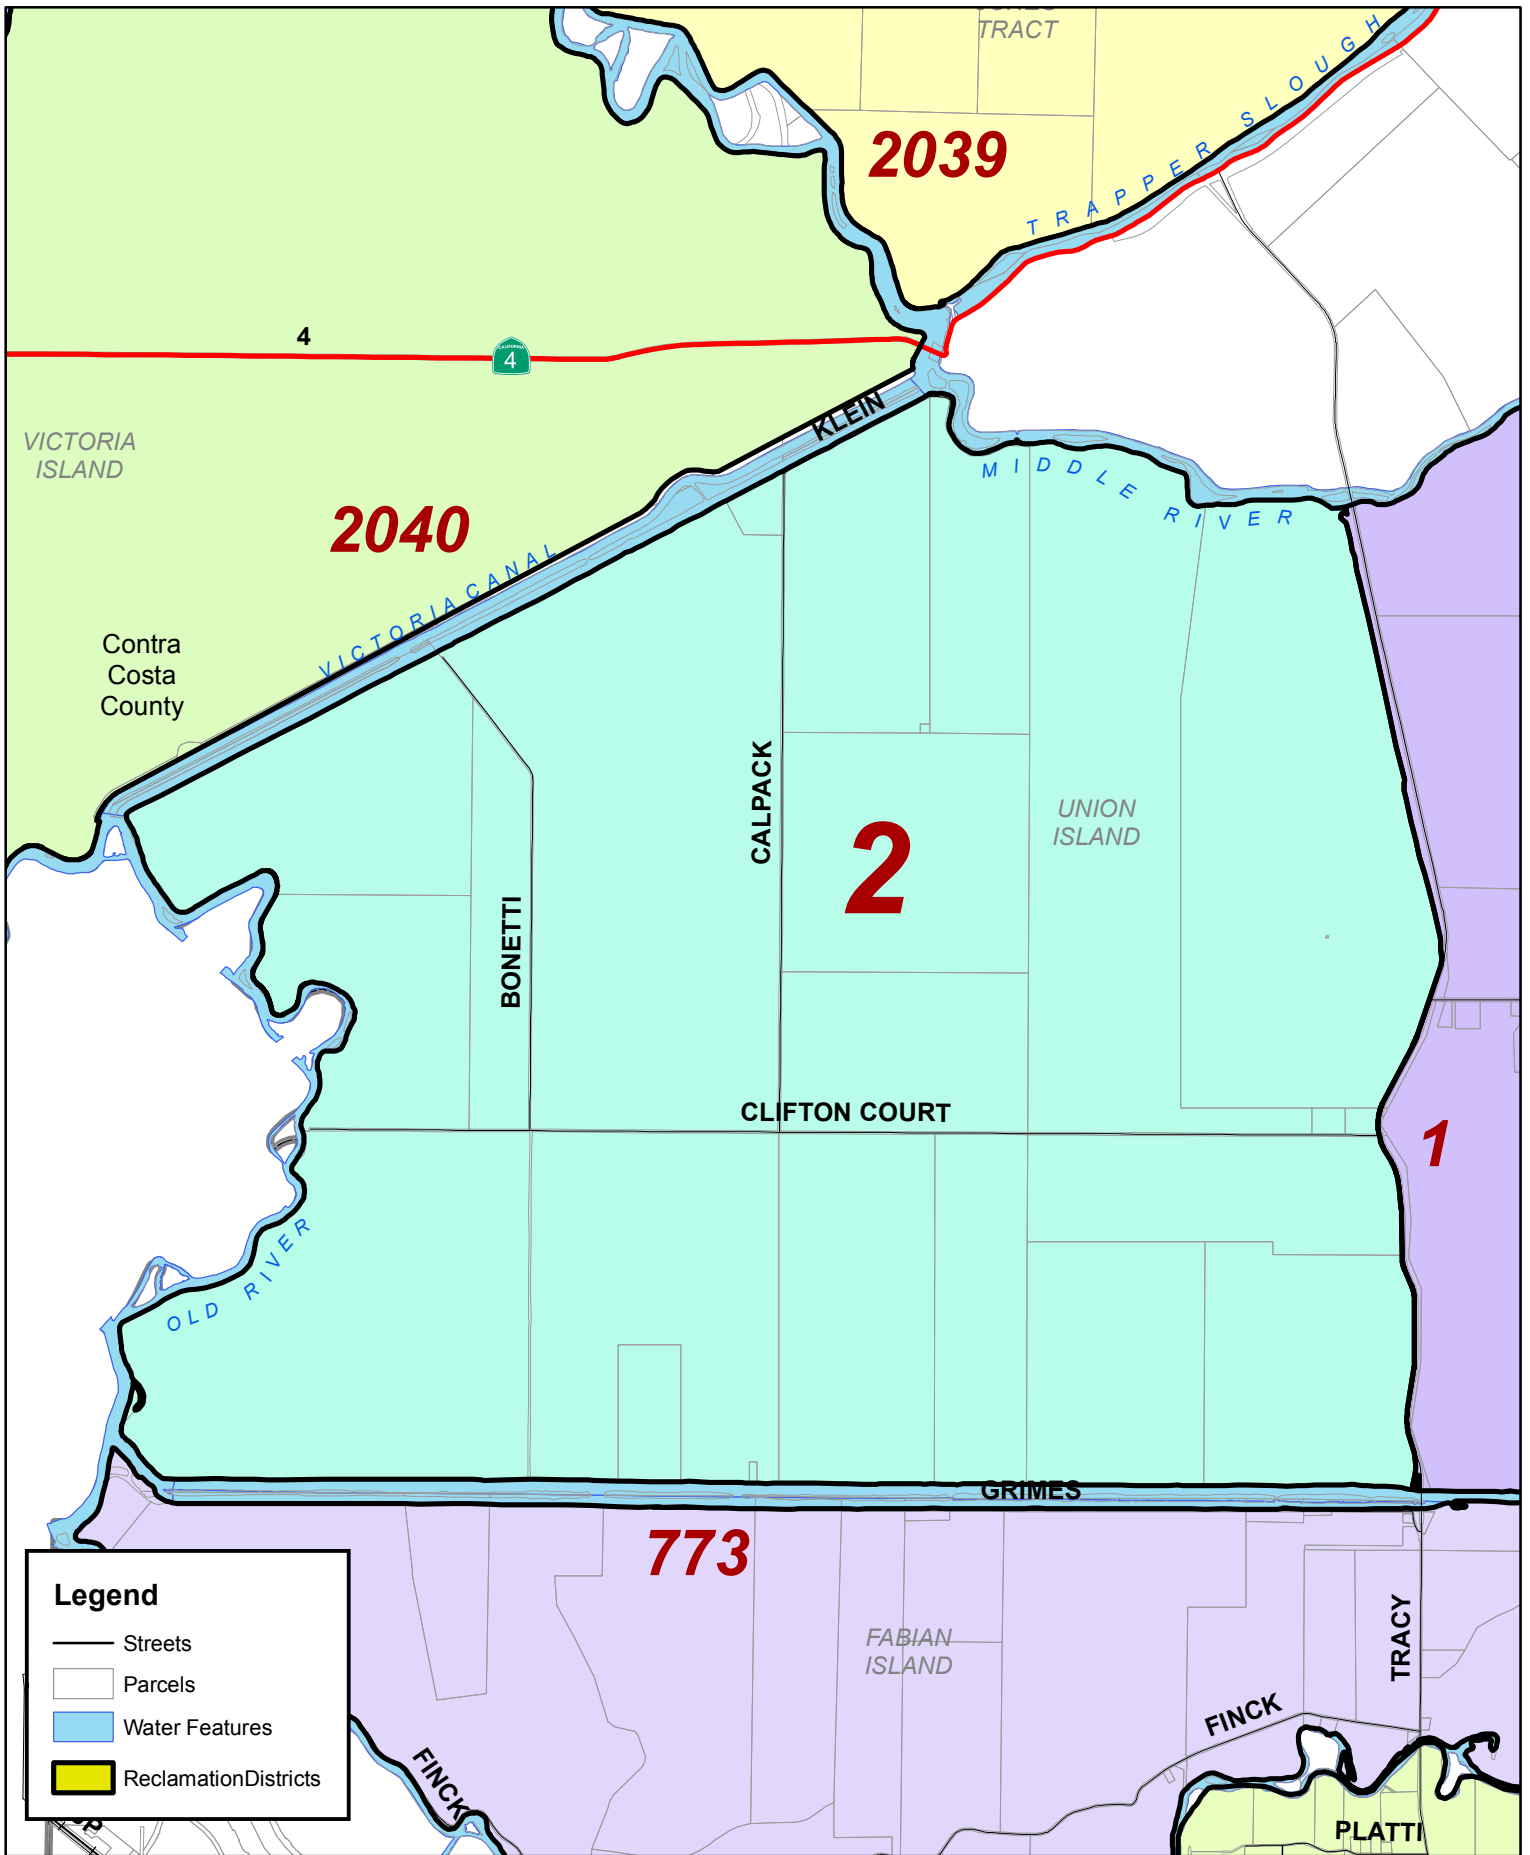 TRACT
2039
TRAPPER SLOUGH
4
CALIFORNIA
4
KLEIN
VICTORIA
ISLAND
MIDDLE RIVER
2040
VICTORIA CANAL
Contra
Costa
County
CALPACK
UNION
ISLAND
2
BONETTI
CLIFTON COURT
1
OLD RIVER
GRIMES
773
FABIAN
ISLAND
TRACY
FINCK
FINCK
PLATTI
Legend
Streets
Parcels
Water Features
ReclamationDistricts